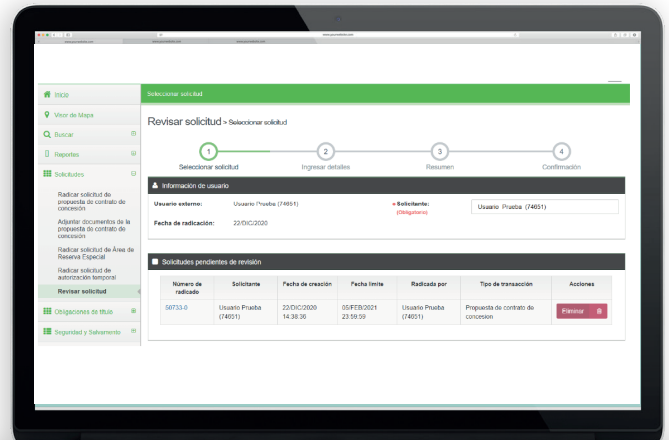 Inicio
Visor de Mapa
Buscar
Reportes
Solicitudes
Radicar solicitud de
propuesta de contrato de
concesión
Adjuntar documentos de la
propuesta de contrato de
concesión
Radicar solicitud de Área de
Reserva Especial
Radicar solicitud de
autorización temporal
Revisar solicitud
Obligaciones de título
Seguridad y Salvamento
Seleccionar solicitud
Revisar solicitud > Seleccionar solicitud
1 2 3 4
Seleccionar solicitud Ingresar detalles Resumen Confirmación
Información de usuario
Usuario externo: Usuario Prueba (74651) * Solicitante: Usuario Prueba (74651)
(Obligatorio)
Fecha de radicación: 22/DIC/2020
Solicitudes pendientes de revisión
Número de radicado Solicitante Fecha de creación Fecha límite Radicada por Tipo de transacción Acciones
Usuario Prueba (74651) 22/DIC/2020 14:38:36 05/FEB/2021 23:59:59 Usuario Prueba (74651) Propuesta de contrato de concesion Eliminar